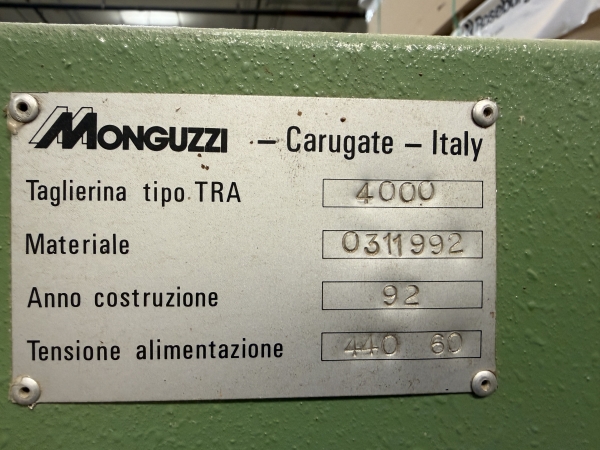 MONGUZZI – Carugate – Italy
Taglierina tipo TRA 4000
Materiale 0311992
Anno costruzione 92
Tensione alimentazione 440 60